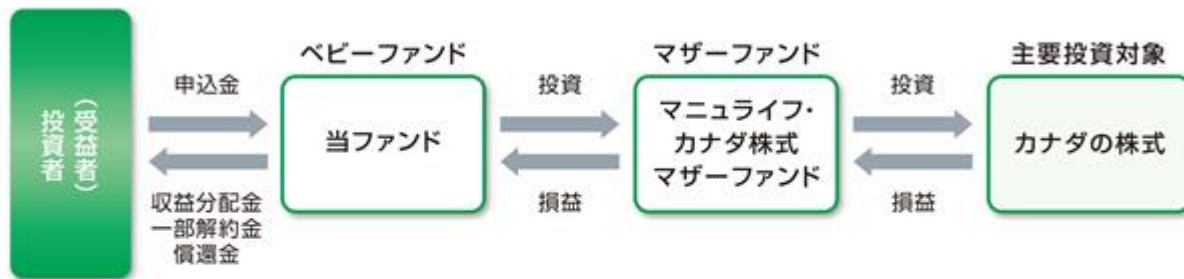 投資者
（受益者）
申込金
収益分配金
一部解約金
償還金
ベビーファンド
当ファンド
投資
損益
マザーファンド
マニュライフ・
カナダ株式
マザーファンド
投資
損益
主要投資対象
カナダの株式